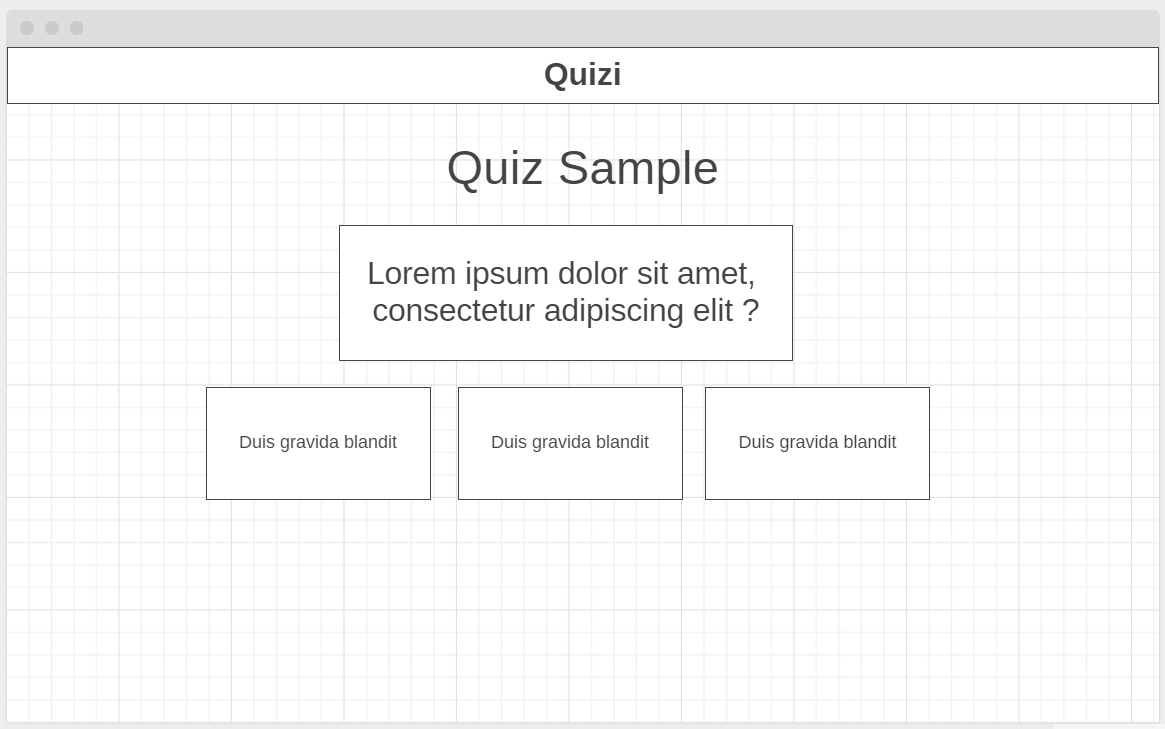 Quizi
Quiz Sample
Lorem ipsum dolor sit amet,
consectetur adipiscing elit ?
Duis gravida blandit
Duis gravida blandit
Duis gravida blandit